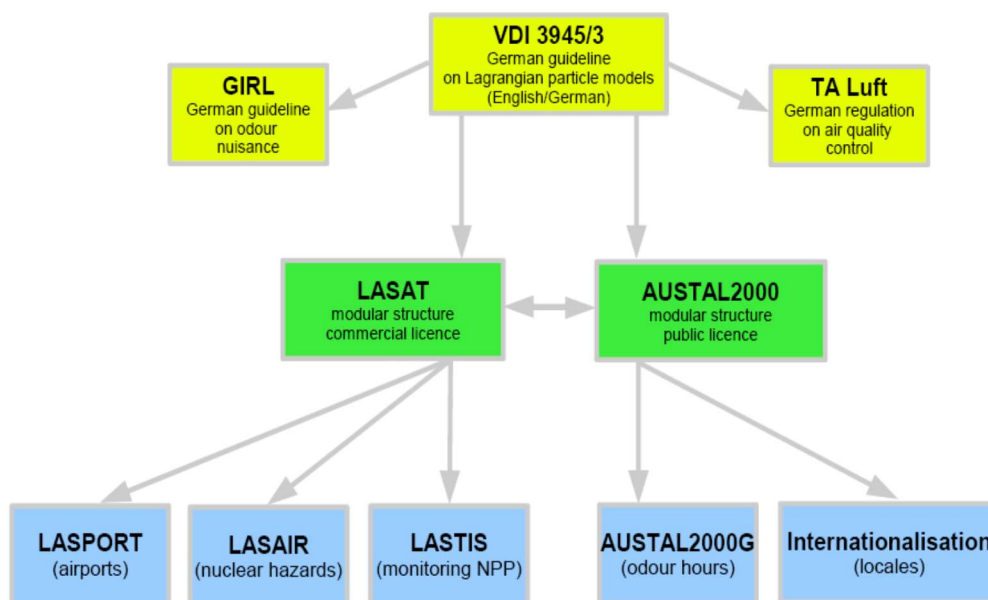 VDI 3945/3
German guideline
on Lagrangian particle models
(English/German)
GIRL
German guideline
on odour
nuisance
TA Luft
German regulation
on air quality
control
LASAT
modular structure
commercial licence
AUSTAL2000
modular structure
public licence
LASPORT
(airports)
LASAIR
(nuclear hazards)
LASTIS
(monitoring NPP)
AUSTAL2000G
(odour hours)
Internationalisation
(locales)